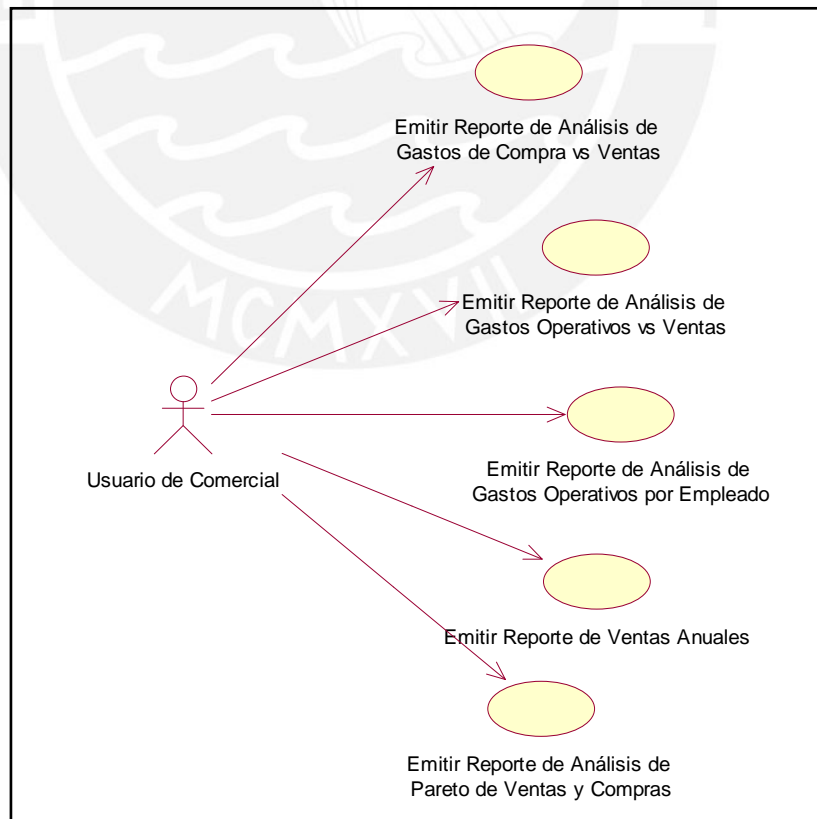 Emitir Reporte de Análisis de
Gastos de Compra vs Ventas
Emitir Reporte de Análisis de
Gastos Operativos vs Ventas
MCMXVII
Usuario de Comercial
Emitir Reporte de Análisis de
Gastos Operativos por Empleado
Emitir Reporte de Ventas Anuales
Emitir Reporte de Análisis de
Pareto de Ventas y Compras